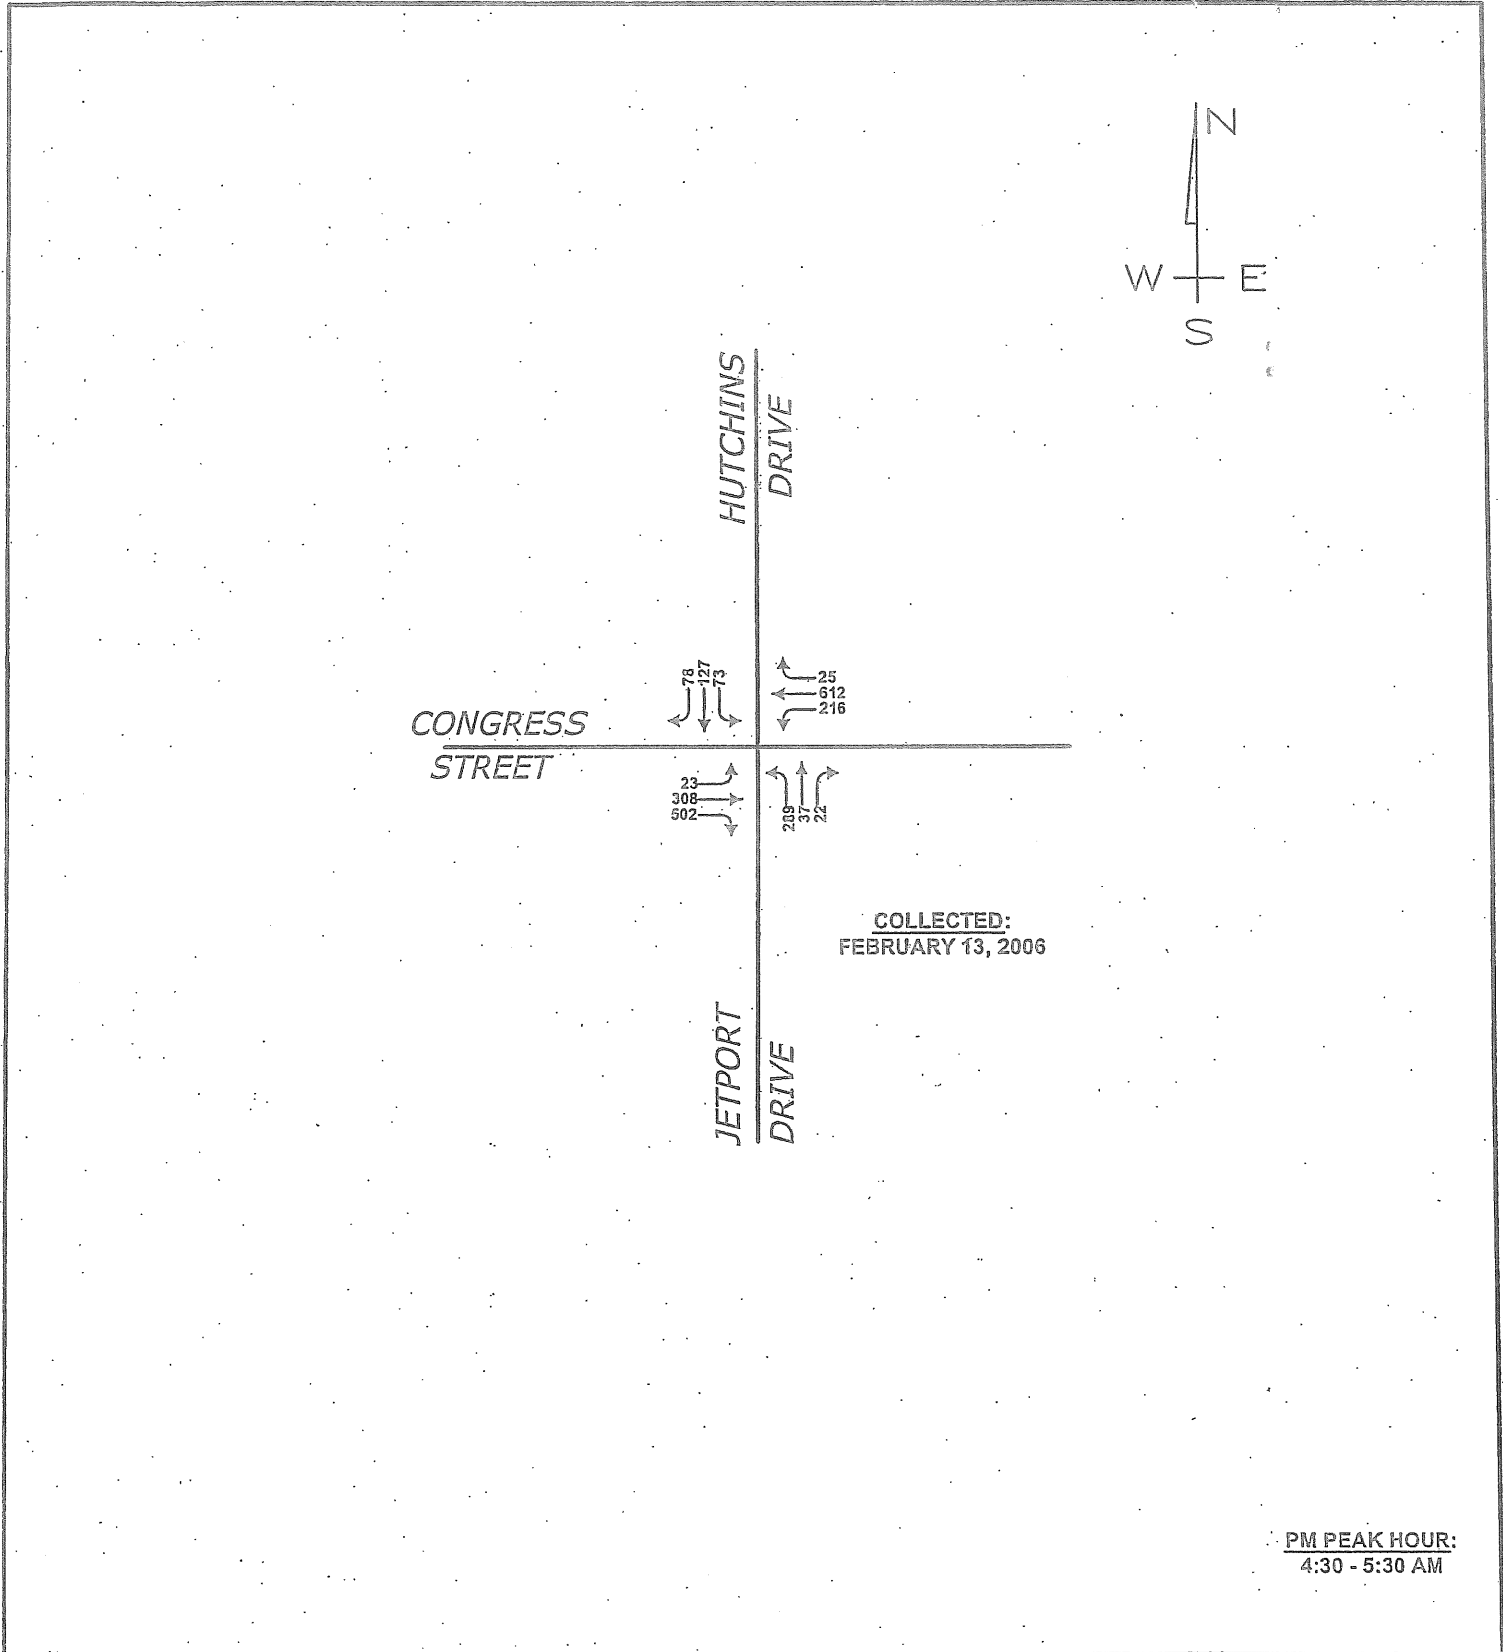 N
W E
S
HUTCHINS
DRIVE
78
127
73
25
612
216
CONGRESS
STREET
23
308
502
289
37
22
COLLECTED:
FEBRUARY 13, 2006
JETPORT
DRIVE
PM PEAK HOUR:
4:30 - 5:30 AM